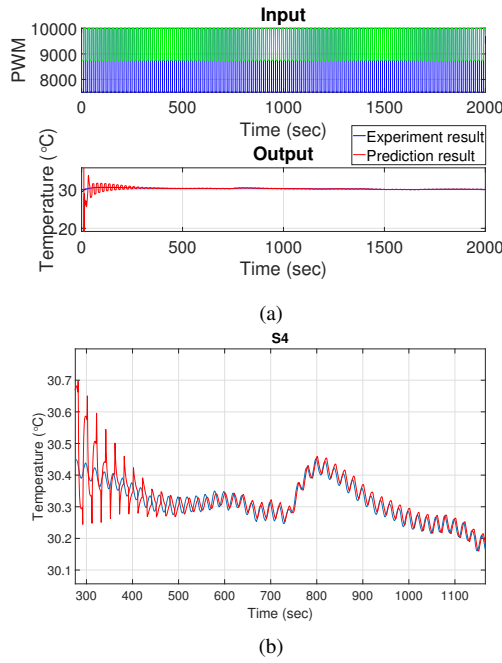 Input
PWM
10000
9000
8000
0 500 1000 1500 2000
Time (sec)
Experiment result
Prediction result
Output
Temperature (°C)
30
20
0 500 1000 1500 2000
Time (sec)
(a)
S4
Temperature (°C)
30.7
30.6
30.5
30.4
30.3
30.2
30.1
300 400 500 600 700 800 900 1000 1100
Time (sec)
(b)